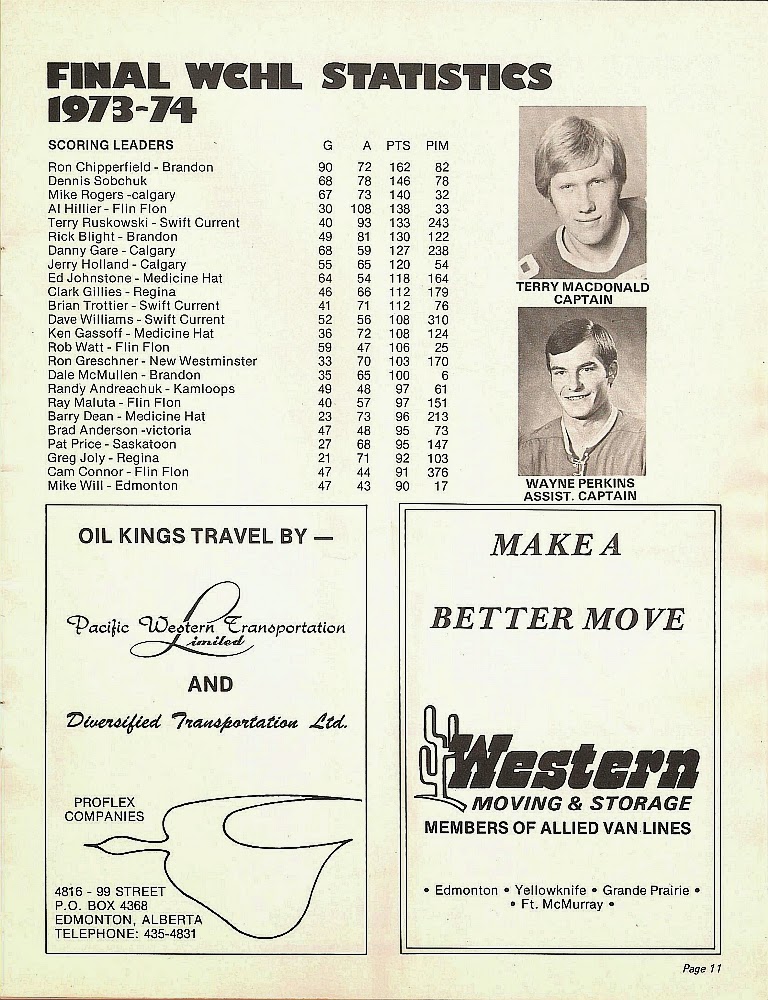 FINAL WCHL STATISTICS
1973-74
SCORING LEADERS G A PTS PIM
Ron Chipperfield - Brandon 90 72 162 82
Dennis Sobchuk 68 78 146 78
Mike Rogers -calgary 67 73 140 32
Al Hillier - Flin Flon 30 108 138 33
Terry Ruskowski - Swift Current 40 93 133 243
Rick Blight - Brandon 49 81 130 122
Danny Gare - Calgary 68 59 127 238
Jerry Holland - Calgary 55 65 120 54
Ed Johnstone - Medicine Hat 64 54 118 164
Clark Gillies - Regina 46 66 112 179
Brian Trottier - Swift Current 41 71 112 76
Dave Williams - Swift Current 52 56 108 310
Ken Gassoff - Medicine Hat 36 72 108 124
Rob Watt - Flin Flon 59 47 106 25
Ron Greschner - New Westminster 33 70 103 170
Dale McMullen - Brandon 35 65 100 6
Randy Andreachuk - Kamloops 49 48 97 61
Ray Maluta - Flin Flon 40 57 97 151
Barry Dean - Medicine Hat 23 73 96 213
Brad Anderson -victoria 47 48 95 73
Pat Price - Saskatoon 27 68 95 147
Greg Joly - Regina 21 71 92 103
Cam Connor - Flin Flon 47 44 91 376
Mike Will - Edmonton 47 43 90 17
TERRY MACDONALD
CAPTAIN
WAYNE PERKINS
ASSIST. CAPTAIN
OIL KINGS TRAVEL BY —
Pacific Western Transportation
Limited
AND
Diversified Transportation Ltd.
PROFLEX
COMPANIES
4816 - 99 STREET
P.O. BOX 4368
EDMONTON, ALBERTA
TELEPHONE: 435-4831
MAKE A
BETTER MOVE
Western
MOVING & STORAGE
MEMBERS OF ALLIED VAN LINES
• Edmonton • Yellowknife • Grande Prairie •
• Ft. McMurray •
Page 11